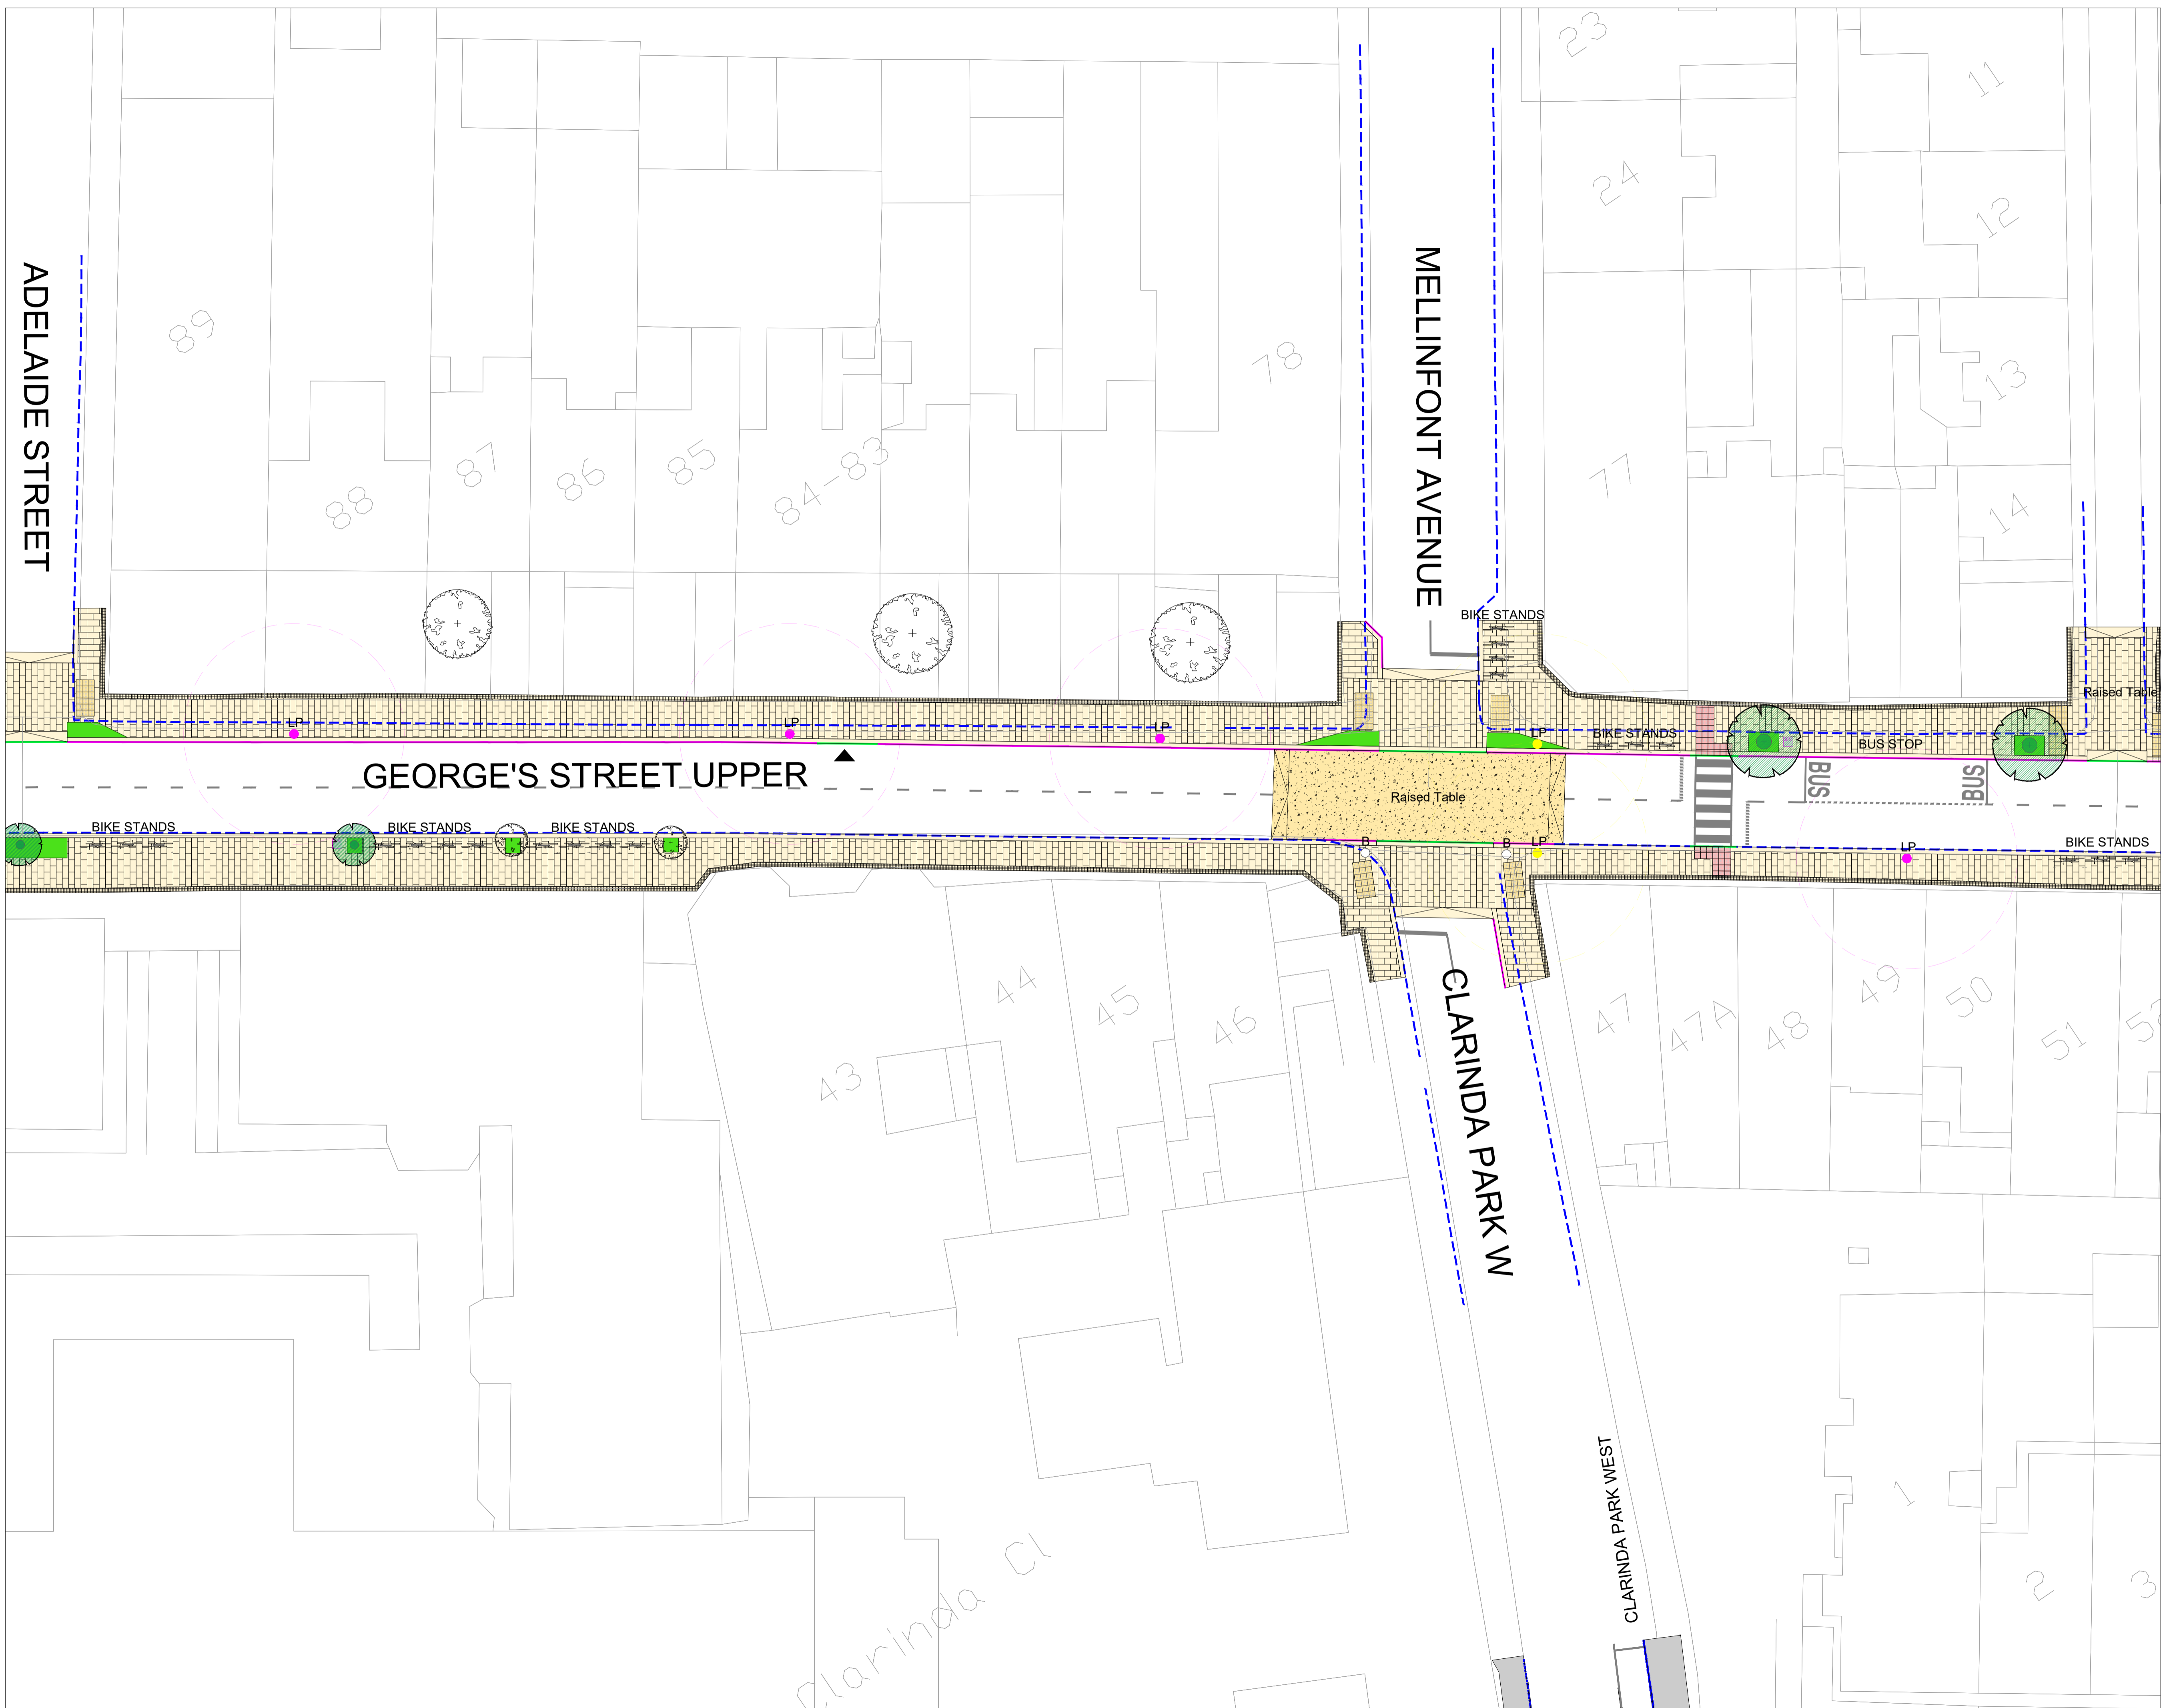 23
11
24
12
ADELAIDE STREET
MELLINFONT AVENUE
89
78
13
88
87
86
85
84-83
77
14
BIKE STANDS
Raised Table
LP
LP
LP
LP
BIKE STANDS
BUS STOP
GEORGE'S STREET UPPER
Raised Table
BUS
BUS
BIKE STANDS
BIKE STANDS
BIKE STANDS
B
B
LP
LP
BIKE STANDS
43
44
45
46
CLARINDA PARK W
47
47A
48
49
50
51
CLARINDA PARK WEST
1
2
3
Clarinda Cl